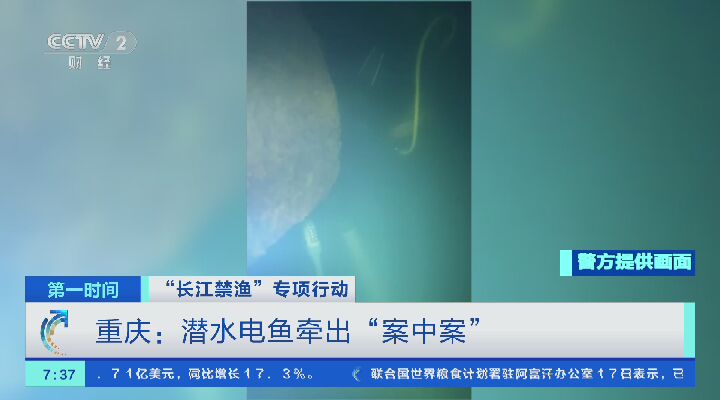 CCTV 2
财经
警方提供画面
第一时间 “长江禁渔”专项行动
重庆：潜水电鱼牵出“案中案”
7:37 .71亿美元，同比增长17.3%。 联合国世界粮食计划署驻阿富汗办公室17日表示，已